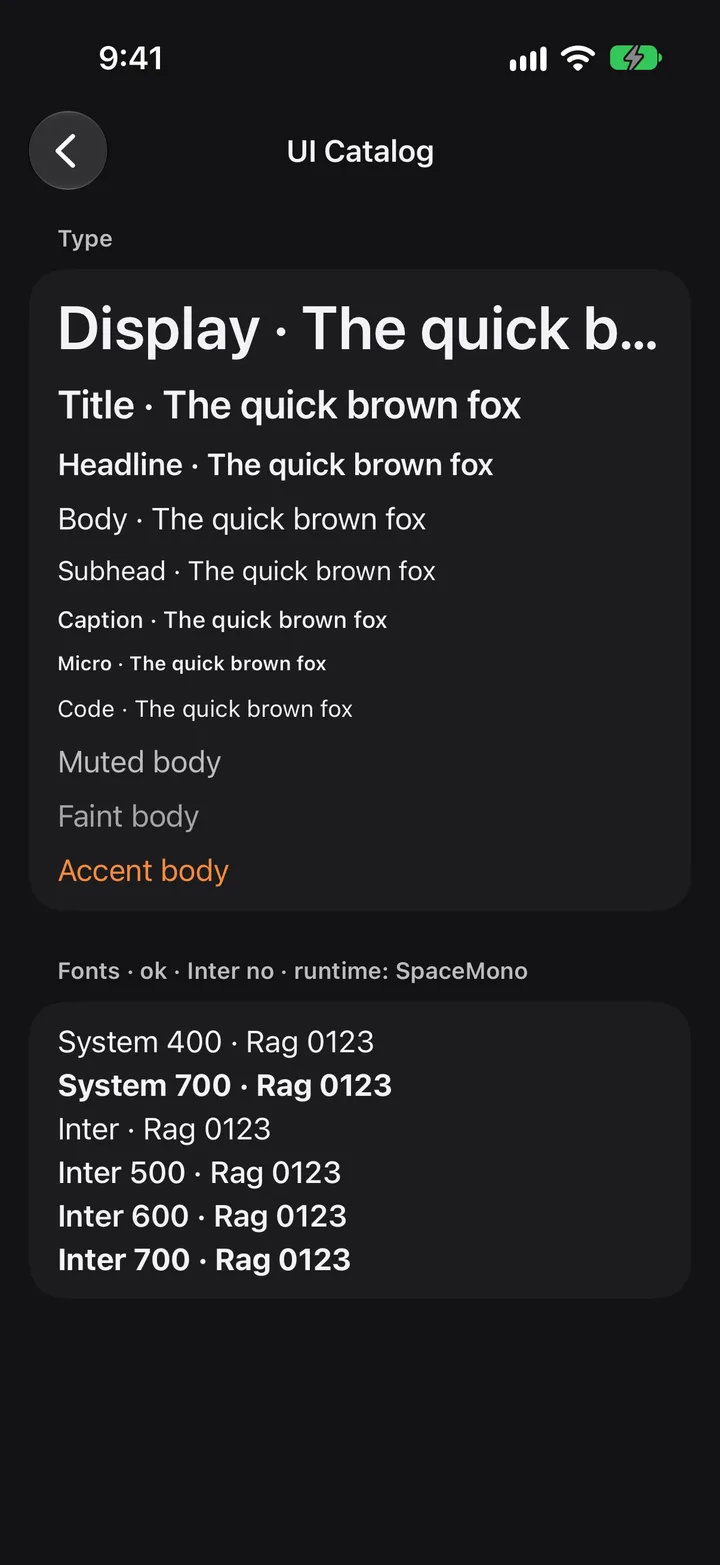 9:41
UI Catalog
Type
Display · The quick b…
Title · The quick brown fox
Headline · The quick brown fox
Body · The quick brown fox
Subhead · The quick brown fox
Caption · The quick brown fox
Micro · The quick brown fox
Code · The quick brown fox
Muted body
Faint body
Accent body
Fonts · ok · Inter no · runtime: SpaceMono
System 400 · Rag 0123
System 700 · Rag 0123
Inter · Rag 0123
Inter 500 · Rag 0123
Inter 600 · Rag 0123
Inter 700 · Rag 0123